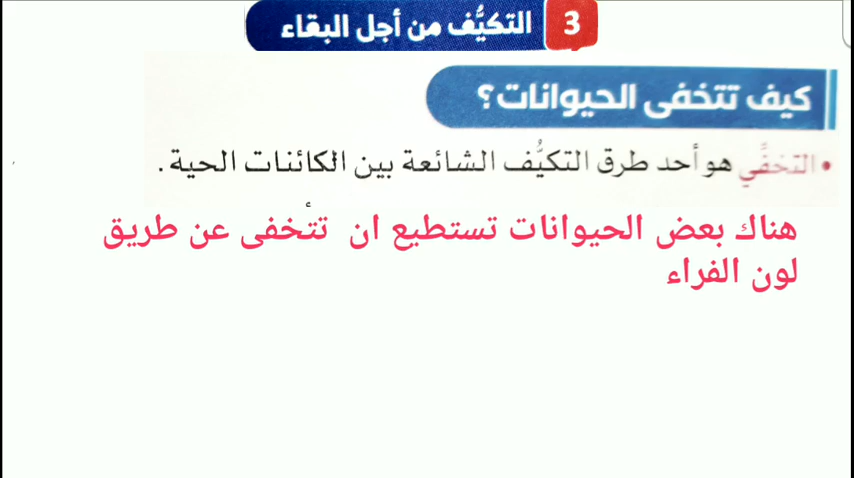 3 التكيُّف من أجل البقاء
كيف تتخفى الحيوانات؟
• التخفِّي هو أحد طرق التكيُّف الشائعة بين الكائنات الحية.
هناك بعض الحيوانات تستطيع ان تتخفى عن طريق
لون الفراء